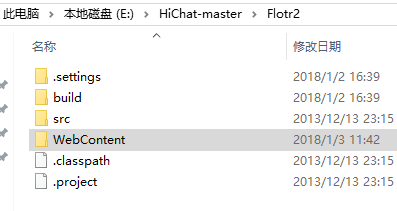 此电脑 > 本地磁盘 (E:) > HiChat-master > Flotr2
名称 修改日期
.settings 2018/1/2 16:39
build 2018/1/2 16:39
src 2013/12/13 23:15
WebContent 2018/1/3 11:42
.classpath 2013/12/13 23:15
.project 2013/12/13 23:15